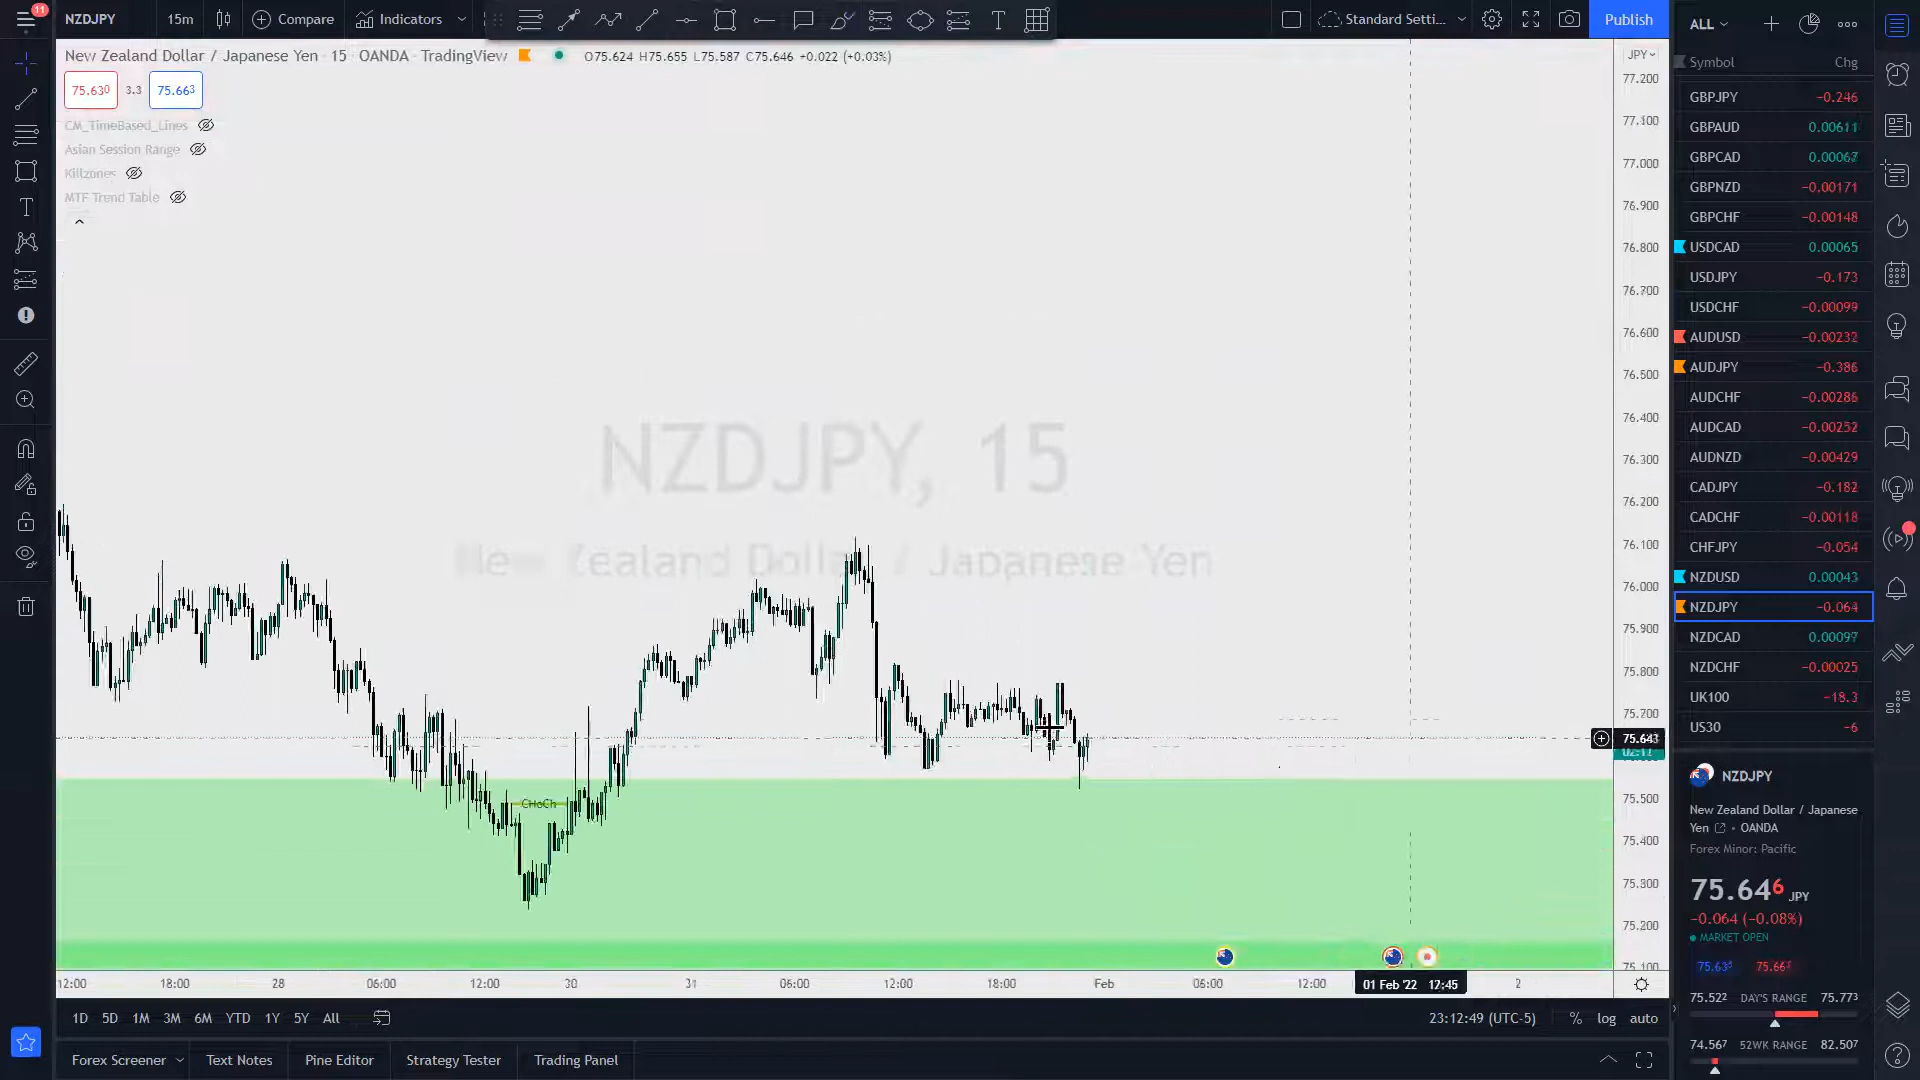 11
NZDJPY 15m Compare Indicators Standard Setti... Publish
New Zealand Dollar / Japanese Yen · 15 · OANDA · TradingView O75.624 H75.655 L75.587 C75.646 +0.022 (+0.03%)
75.630 3.3 75.663
CM_TimeBased_Lines
Asian Session Range
Killzones
MTF Trend Table
NZDJPY, 15
New Zealand Dollar / Japanese Yen
CHoCh
JPY
77.200
77.100
77.000
76.900
76.800
76.700
76.600
76.500
76.400
76.300
76.200
76.100
76.000
75.900
75.800
75.700
75.643
02:11
75.500
75.400
75.300
75.200
75.100
12:00 18:00 28 06:00 12:00 30 31 06:00 12:00 18:00 Feb 06:00 12:00 01 Feb '22 17:45 2
1D 5D 1M 3M 6M YTD 1Y 5Y All 23:12:49 (UTC-5) % log auto
Forex Screener Text Notes Pine Editor Strategy Tester Trading Panel
ALL
Symbol Chg
GBPJPY −0.246
GBPAUD 0.00611
GBPCAD 0.00067
GBPNZD −0.00171
GBPCHF −0.00148
USDCAD 0.00065
USDJPY −0.173
USDCHF −0.00099
AUDUSD −0.00232
AUDJPY −0.386
AUDCHF −0.00286
AUDCAD −0.00252
AUDNZD −0.00429
CADJPY −0.182
CADCHF −0.00118
CHFJPY −0.054
NZDUSD 0.00043
NZDJPY −0.064
NZDCAD 0.00097
NZDCHF −0.00025
UK100 −18.3
US30 −6
NZDJPY
New Zealand Dollar / Japanese
Yen • OANDA
Forex Minor: Pacific
75.646 JPY
−0.064 (−0.08%)
MARKET OPEN
75.522 DAY'S RANGE 75.773
74.567 52WK RANGE 82.507